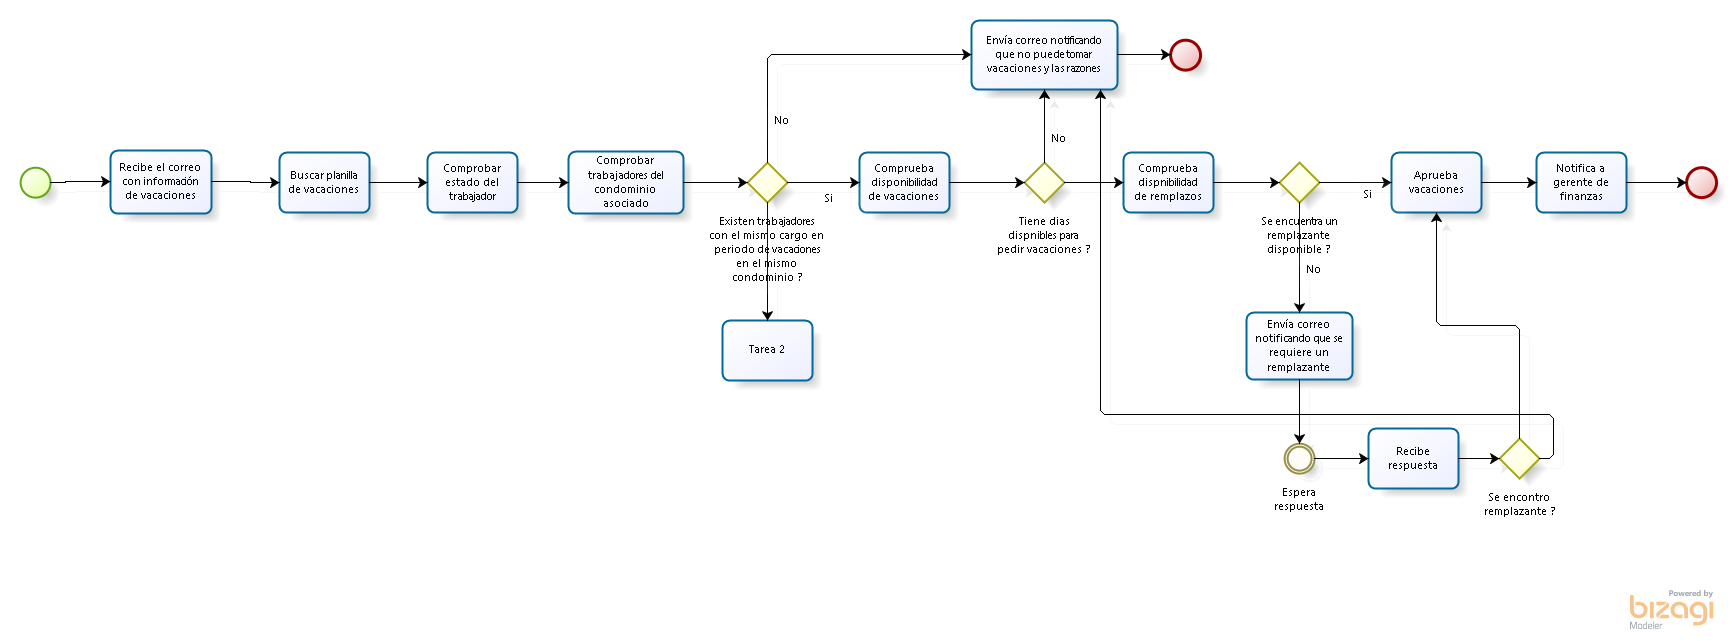 Envía correo notificando
que no puede tomar
vacaciones y las razones
No
No
Recibe el correo
con información
de vacaciones
Buscar planilla
de vacaciones
Comprobar
estado del
trabajador
Comprobar
trabajadores del
condominio
asociado
Si
Existen trabajadores
con el mismo cargo en
periodo de vacaciones
en el mismo
condominio ?
Comprueba
disponibilidad
de vacaciones
Tiene dias
dispnibles para
pedir vacaciones ?
Comprueba
dispnibilidad
de remplazos
Si
Se encuentra un
remplazante
disponible ?
No
Aprueba
vacaciones
Notifica a
gerente de
finanzas
Tarea 2
Envía correo
notificando que se
requiere un
remplazante
Espera
respuesta
Recibe
respuesta
Se encontro
remplazante ?
Powered by
bizagi
Modeler